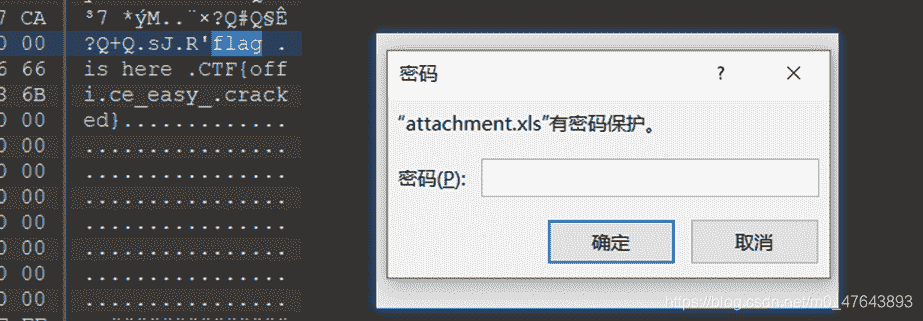 7 CA
³7 *ýM..¨×?Q#Q§Ê
0 00
?Q+Q.sJ.R'flag .
6 66
is here .CTF{off
3 6B
i.ce_easy_.crack
0 00
ed}.............
0 00
................
0 00
................
0 00
................
0 00
................
0 00
................
0 00
................
0 00
................
密码
?
“attachment.xls”有密码保护。
密码(P):
确定
取消
https://blog.csdn.net/m0_47643893